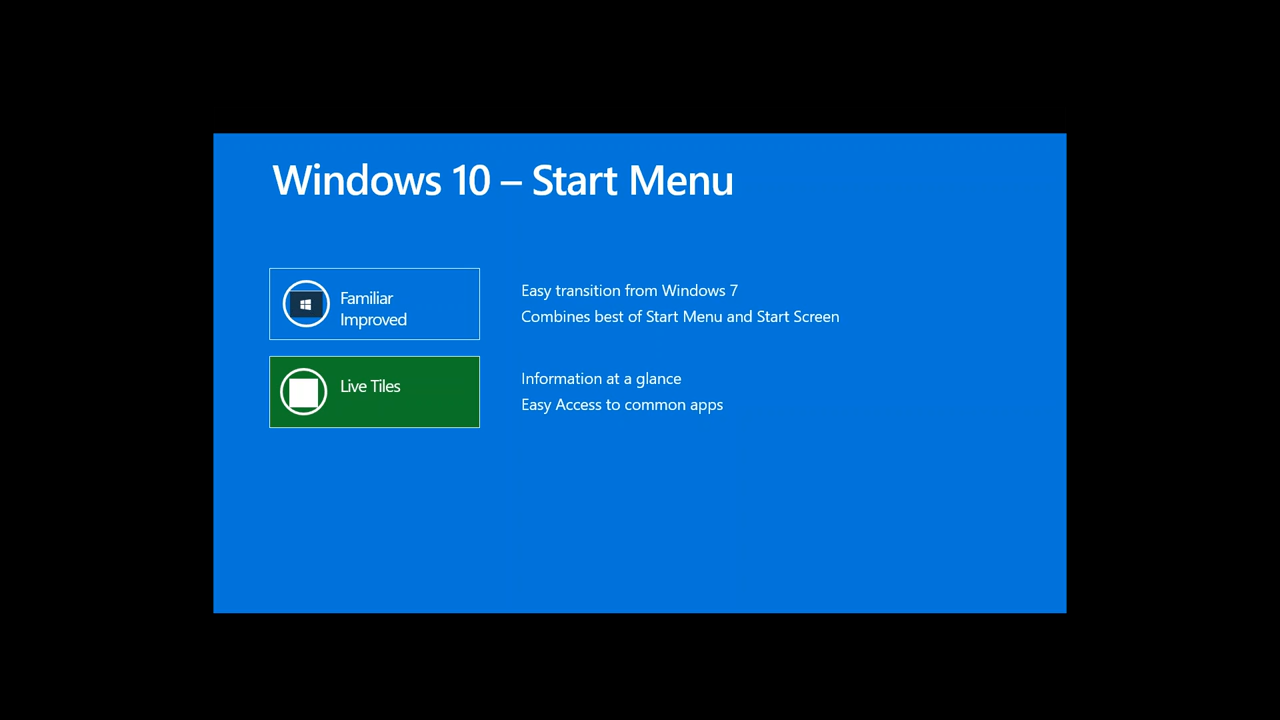 Windows 10 – Start Menu
Familiar
Improved
Easy transition from Windows 7
Combines best of Start Menu and Start Screen
Live Tiles
Information at a glance
Easy Access to common apps